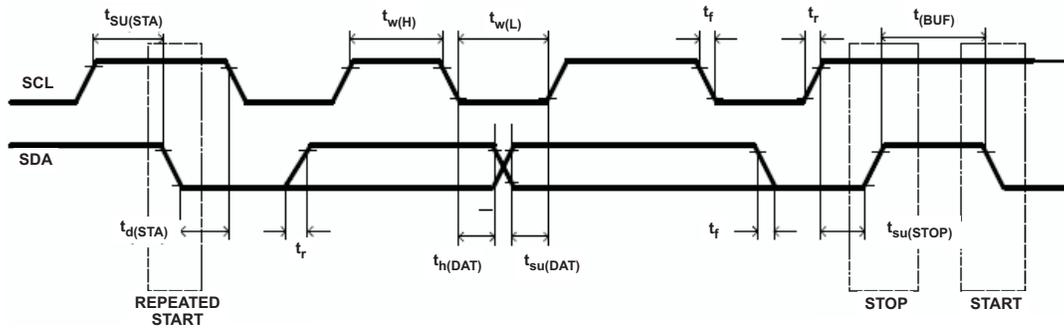 tSU(STA)
tw(H)
tw(L)
tf
tr
t(BUF)
SCL
SDA
td(STA)
tr
th(DAT)
tsu(DAT)
tf
tsu(STOP)
REPEATED
START
STOP
START